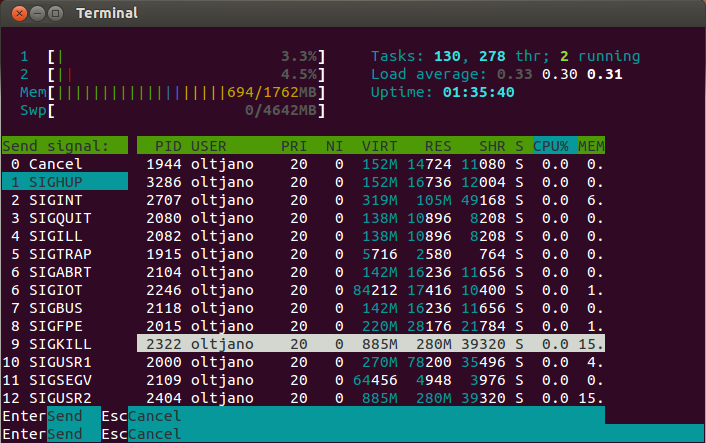 Terminal
1 [| 3.3%] Tasks: 130, 278 thr; 2 running
2 [|| 4.5%] Load average: 0.33 0.30 0.31
Mem[|||||||||||||||||||694/1762MB] Uptime: 01:35:40
Swp[ 0/4642MB]
Send signal: PID USER PRI NI VIRT RES SHR S CPU% MEM
0 Cancel 1944 oltjano 20 0 152M 14724 11080 S 0.0 0.
1 SIGHUP 3286 oltjano 20 0 152M 16736 12004 S 0.0 0.
2 SIGINT 2707 oltjano 20 0 319M 105M 49168 S 0.0 6.
3 SIGQUIT 2080 oltjano 20 0 138M 10896 8208 S 0.0 0.
4 SIGILL 2082 oltjano 20 0 138M 10896 8208 S 0.0 0.
5 SIGTRAP 1915 oltjano 20 0 5716 2580 764 S 0.0 0.
6 SIGABRT 2104 oltjano 20 0 142M 16236 11656 S 0.0 0.
6 SIGIOT 2246 oltjano 20 0 84212 17416 10400 S 0.0 1.
7 SIGBUS 2118 oltjano 20 0 142M 16236 11656 S 0.0 0.
8 SIGFPE 2015 oltjano 20 0 220M 28176 21784 S 0.0 1.
9 SIGKILL 2322 oltjano 20 0 885M 280M 39320 S 0.0 15.
10 SIGUSR1 2000 oltjano 20 0 270M 78200 35496 S 0.0 4.
11 SIGSEGV 2109 oltjano 20 0 64456 4948 3976 S 0.0 0.
12 SIGUSR2 2404 oltjano 20 0 885M 280M 39320 S 0.0 15.
EnterSend EscCancel
EnterSend EscCancel